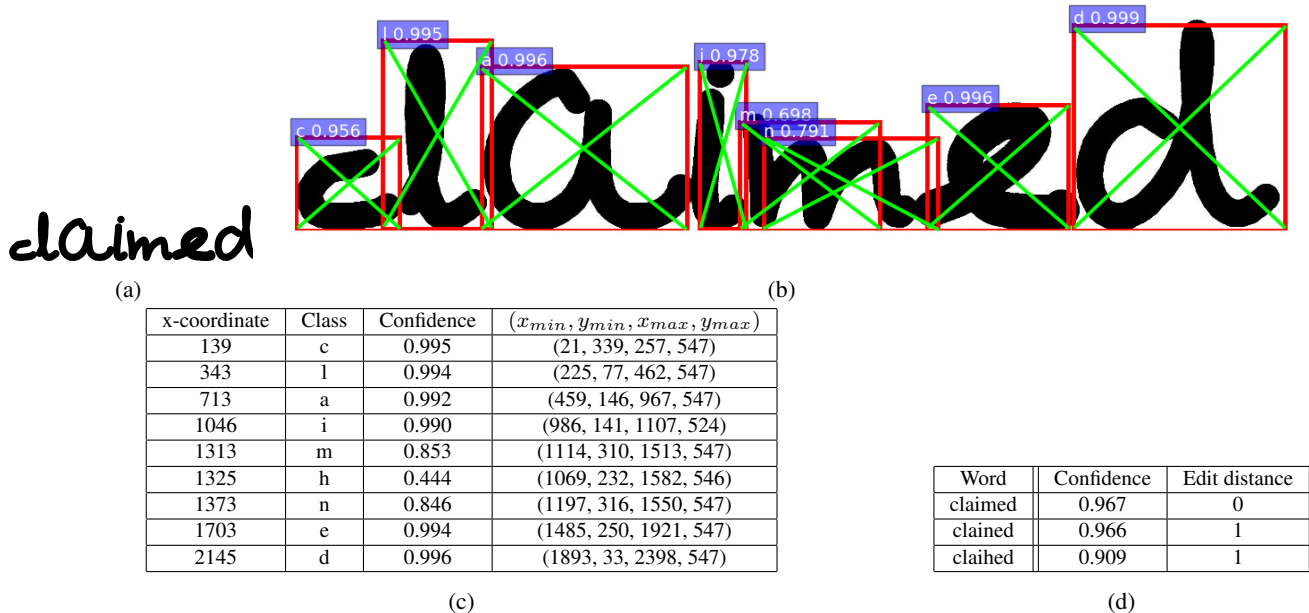 c 0.956
l 0.995
a 0.996
i 0.978
m 0.698
n 0.791
e 0.996
d 0.999
claimed
claimed
(a)
(b)
x-coordinate Class Confidence (x_min, y_min, x_max, y_max)
139 c 0.995 (21, 339, 257, 547)
343 l 0.994 (225, 77, 462, 547)
713 a 0.992 (459, 146, 967, 547)
1046 i 0.990 (986, 141, 1107, 524)
1313 m 0.853 (1114, 310, 1513, 547)
1325 h 0.444 (1069, 232, 1582, 546)
1373 n 0.846 (1197, 316, 1550, 547)
1703 e 0.994 (1485, 250, 1921, 547)
2145 d 0.996 (1893, 33, 2398, 547)
(c)
Word Confidence Edit distance
claimed 0.967 0
clained 0.966 1
claihed 0.909 1
(d)